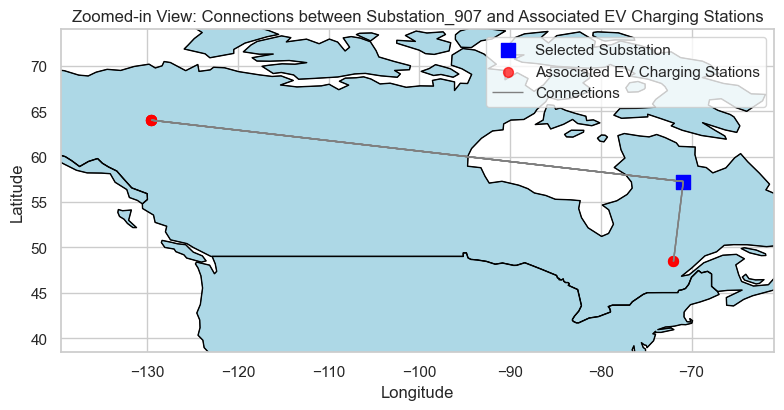 Zoomed-in View: Connections between Substation_907 and Associated EV Charging Stations
Selected Substation
Associated EV Charging Stations
Connections
Latitude
70
65
60
55
50
45
40
−130
−120
−110
−100
−90
−80
−70
Longitude